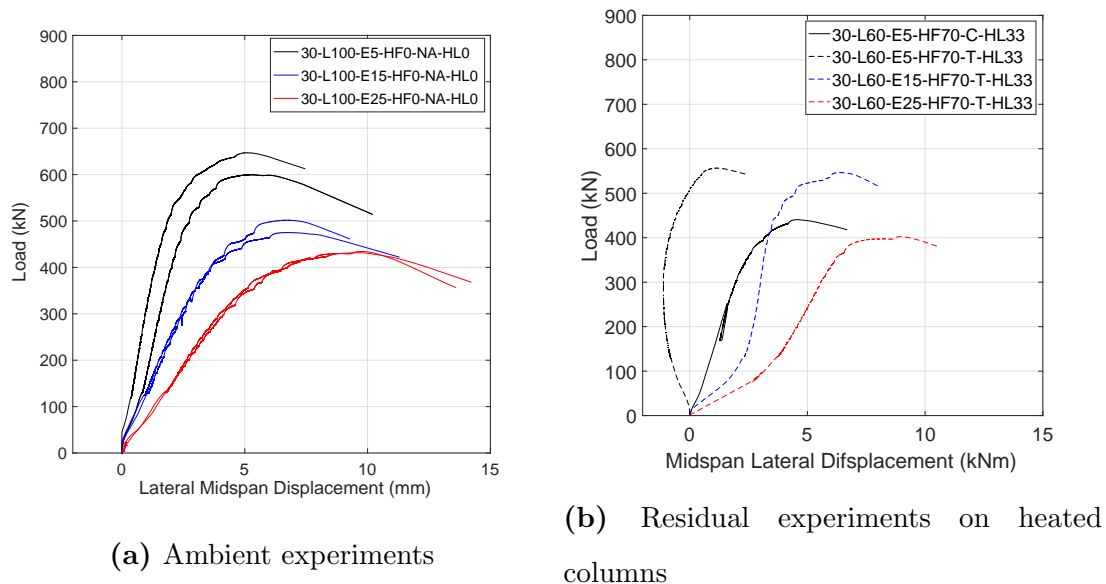 900
800
700
600
500
400
300
200
100
0
Load (kN)
30-L100-E5-HF0-NA-HL0
30-L100-E15-HF0-NA-HL0
30-L100-E25-HF0-NA-HL0
0
5
10
15
Lateral Midspan Displacement (mm)
(a) Ambient experiments
900
800
700
600
500
400
300
200
100
0
Load (kN)
30-L60-E5-HF70-C-HL33
30-L60-E5-HF70-T-HL33
30-L60-E15-HF70-T-HL33
30-L60-E25-HF70-T-HL33
0
5
10
15
Midspan Lateral Difsplacement (kNm)
(b) Residual experiments on heated
columns